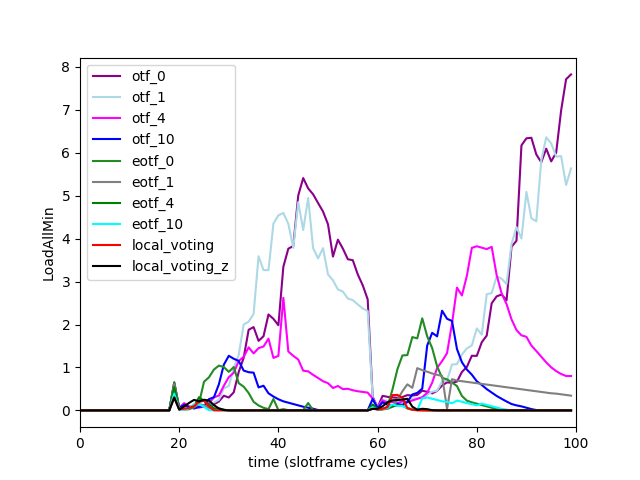 8
7
6
5
4
3
2
1
0
LoadAllMin
otf_0
otf_1
otf_4
otf_10
eotf_0
eotf_1
eotf_4
eotf_10
local_voting
local_voting_z
0 20 40 60 80 100
time (slotframe cycles)